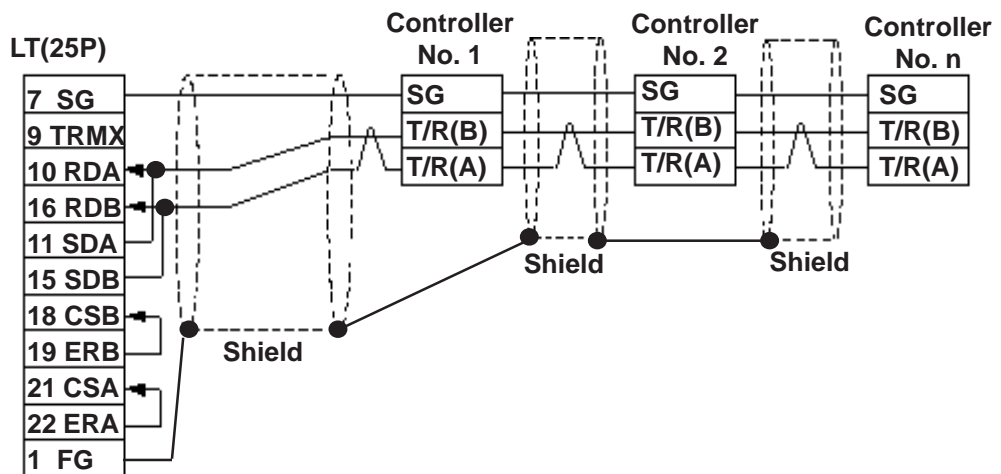 LT(25P)
7 SG
9 TRMX
10 RDA
16 RDB
11 SDA
15 SDB
18 CSB
19 ERB
21 CSA
22 ERA
1 FG
Shield
Controller
No. 1
SG
T/R(B)
T/R(A)
Shield
Controller
No. 2
SG
T/R(B)
T/R(A)
Shield
Controller
No. n
SG
T/R(B)
T/R(A)